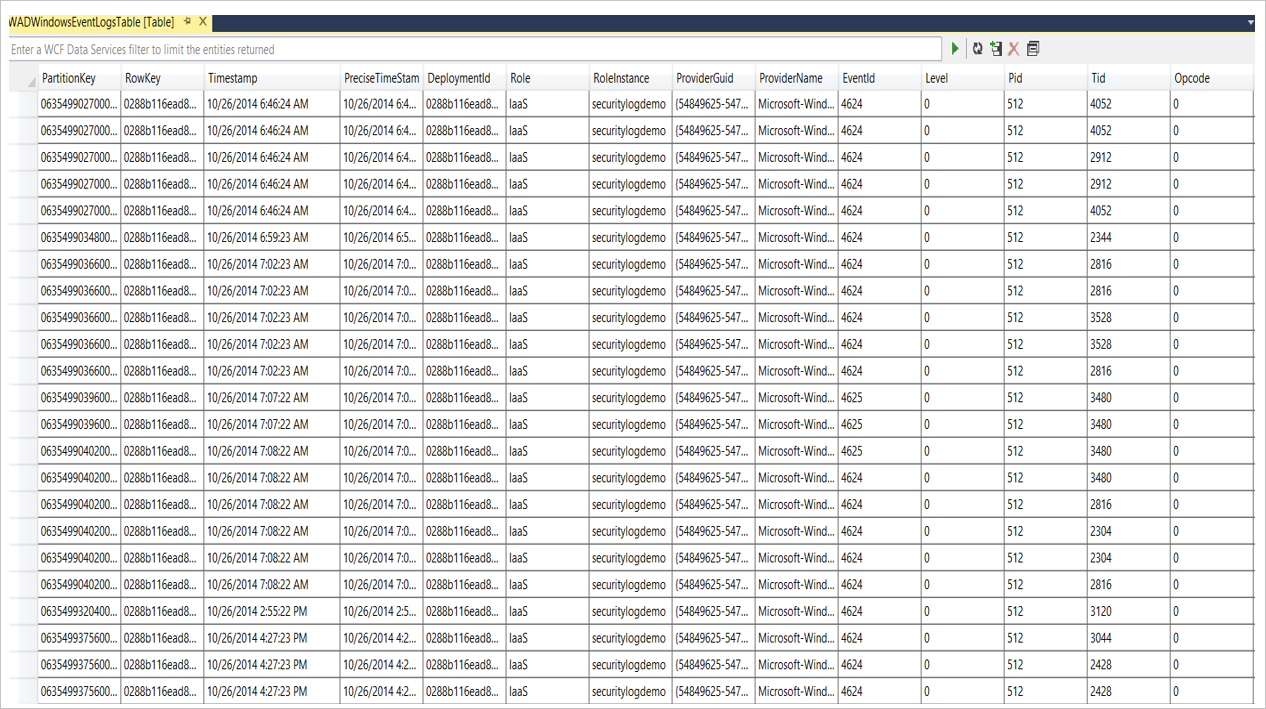 WADWindowsEventLogsTable [Table]
Enter a WCF Data Services filter to limit the entities returned
PartitionKey RowKey Timestamp PreciseTimeStam DeploymentId Role RoleInstance ProviderGuid ProviderName EventId Level Pid Tid Opcode
0635499027000... 0288b116ead8... 10/26/2014 6:46:24 AM 10/26/2014 6:4... 0288b116ead8... IaaS securitylogdemo {54849625-547... Microsoft-Wind... 4624 0 512 4052 0
0635499027000... 0288b116ead8... 10/26/2014 6:46:24 AM 10/26/2014 6:4... 0288b116ead8... IaaS securitylogdemo {54849625-547... Microsoft-Wind... 4624 0 512 4052 0
0635499027000... 0288b116ead8... 10/26/2014 6:46:24 AM 10/26/2014 6:4... 0288b116ead8... IaaS securitylogdemo {54849625-547... Microsoft-Wind... 4624 0 512 2912 0
0635499027000... 0288b116ead8... 10/26/2014 6:46:24 AM 10/26/2014 6:4... 0288b116ead8... IaaS securitylogdemo {54849625-547... Microsoft-Wind... 4624 0 512 2912 0
0635499027000... 0288b116ead8... 10/26/2014 6:46:24 AM 10/26/2014 6:4... 0288b116ead8... IaaS securitylogdemo {54849625-547... Microsoft-Wind... 4624 0 512 4052 0
0635499034800... 0288b116ead8... 10/26/2014 6:59:23 AM 10/26/2014 6:5... 0288b116ead8... IaaS securitylogdemo {54849625-547... Microsoft-Wind... 4624 0 512 2344 0
0635499036600... 0288b116ead8... 10/26/2014 7:02:23 AM 10/26/2014 7:0... 0288b116ead8... IaaS securitylogdemo {54849625-547... Microsoft-Wind... 4624 0 512 2816 0
0635499036600... 0288b116ead8... 10/26/2014 7:02:23 AM 10/26/2014 7:0... 0288b116ead8... IaaS securitylogdemo {54849625-547... Microsoft-Wind... 4624 0 512 2816 0
0635499036600... 0288b116ead8... 10/26/2014 7:02:23 AM 10/26/2014 7:0... 0288b116ead8... IaaS securitylogdemo {54849625-547... Microsoft-Wind... 4624 0 512 3528 0
0635499036600... 0288b116ead8... 10/26/2014 7:02:23 AM 10/26/2014 7:0... 0288b116ead8... IaaS securitylogdemo {54849625-547... Microsoft-Wind... 4624 0 512 3528 0
0635499036600... 0288b116ead8... 10/26/2014 7:02:23 AM 10/26/2014 7:0... 0288b116ead8... IaaS securitylogdemo {54849625-547... Microsoft-Wind... 4624 0 512 2816 0
0635499039600... 0288b116ead8... 10/26/2014 7:07:22 AM 10/26/2014 7:0... 0288b116ead8... IaaS securitylogdemo {54849625-547... Microsoft-Wind... 4625 0 512 3480 0
0635499039600... 0288b116ead8... 10/26/2014 7:07:22 AM 10/26/2014 7:0... 0288b116ead8... IaaS securitylogdemo {54849625-547... Microsoft-Wind... 4625 0 512 3480 0
0635499040200... 0288b116ead8... 10/26/2014 7:08:22 AM 10/26/2014 7:0... 0288b116ead8... IaaS securitylogdemo {54849625-547... Microsoft-Wind... 4625 0 512 3480 0
0635499040200... 0288b116ead8... 10/26/2014 7:08:22 AM 10/26/2014 7:0... 0288b116ead8... IaaS securitylogdemo {54849625-547... Microsoft-Wind... 4624 0 512 3480 0
0635499040200... 0288b116ead8... 10/26/2014 7:08:22 AM 10/26/2014 7:0... 0288b116ead8... IaaS securitylogdemo {54849625-547... Microsoft-Wind... 4624 0 512 2816 0
0635499040200... 0288b116ead8... 10/26/2014 7:08:22 AM 10/26/2014 7:0... 0288b116ead8... IaaS securitylogdemo {54849625-547... Microsoft-Wind... 4624 0 512 2304 0
0635499040200... 0288b116ead8... 10/26/2014 7:08:22 AM 10/26/2014 7:0... 0288b116ead8... IaaS securitylogdemo {54849625-547... Microsoft-Wind... 4624 0 512 2304 0
0635499040200... 0288b116ead8... 10/26/2014 7:08:22 AM 10/26/2014 7:0... 0288b116ead8... IaaS securitylogdemo {54849625-547... Microsoft-Wind... 4624 0 512 2816 0
0635499320400... 0288b116ead8... 10/26/2014 2:55:22 PM 10/26/2014 2:5... 0288b116ead8... IaaS securitylogdemo {54849625-547... Microsoft-Wind... 4624 0 512 3120 0
0635499375600... 0288b116ead8... 10/26/2014 4:27:23 PM 10/26/2014 4:2... 0288b116ead8... IaaS securitylogdemo {54849625-547... Microsoft-Wind... 4624 0 512 3044 0
0635499375600... 0288b116ead8... 10/26/2014 4:27:23 PM 10/26/2014 4:2... 0288b116ead8... IaaS securitylogdemo {54849625-547... Microsoft-Wind... 4624 0 512 2428 0
0635499375600... 0288b116ead8... 10/26/2014 4:27:23 PM 10/26/2014 4:2... 0288b116ead8... IaaS securitylogdemo {54849625-547... Microsoft-Wind... 4624 0 512 2428 0